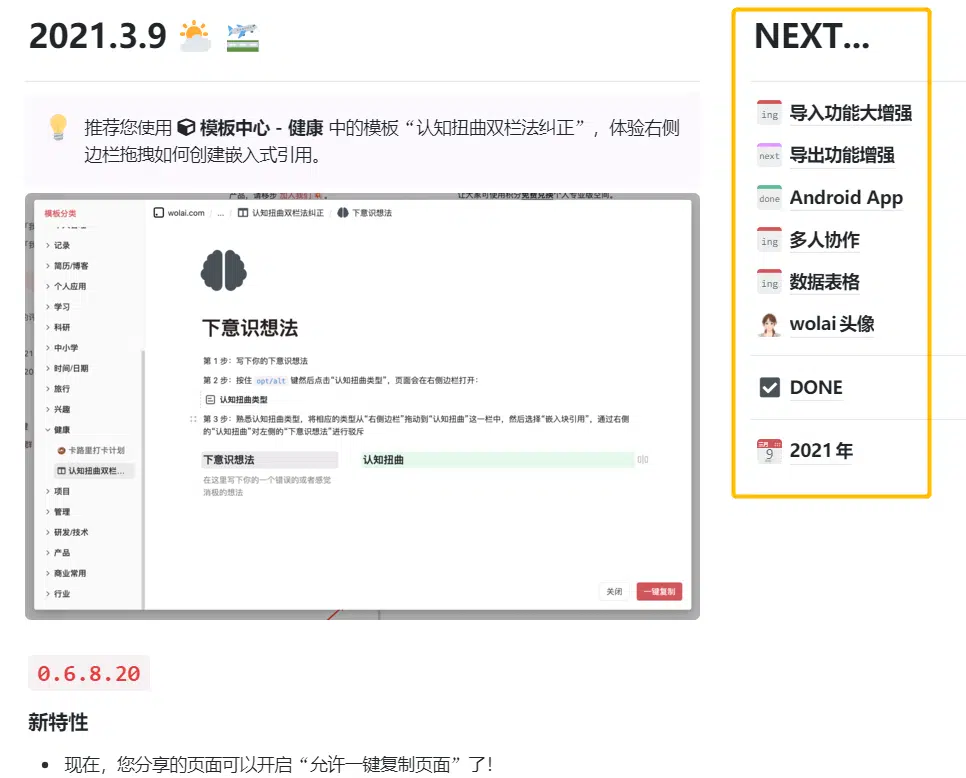 2021.3.9
推荐您使用 模板中心 - 健康 中的模板“认知扭曲双栏法纠正”，体验右侧
边栏拖拽如何创建嵌入式引用。
模板分类
记录
简历/博客
个人应用
学习
科研
中小学
时间/日期
旅行
兴趣
健康
卡路里打卡计划
认知扭曲双栏...
项目
管理
研发/技术
产品
商业常用
行业
wolai.com / ... / 认知扭曲双栏法纠正 / 下意识想法
下意识想法
第 1 步：写下你的下意识想法
第 2 步：按住 opt/alt 键然后点击“认知扭曲类型”，页面会在右侧边栏打开：
认知扭曲类型
第 3 步：熟悉认知扭曲类型，将相应的类型从“右侧边栏”拖动到“认知扭曲”这一栏中，然后选择“嵌入块引用”，通过右侧
的“认知扭曲”对左侧的“下意识想法”进行驳斥
下意识想法
认知扭曲
在这里写下你的一个错误的或者感觉
消极的想法
关闭
一键复制
0.6.8.20
新特性
现在，您分享的页面可以开启“允许一键复制页面”了！
NEXT...
ing 导入功能大增强
next 导出功能增强
done Android App
ing 多人协作
ing 数据表格
wolai 头像
DONE
9 2021 年